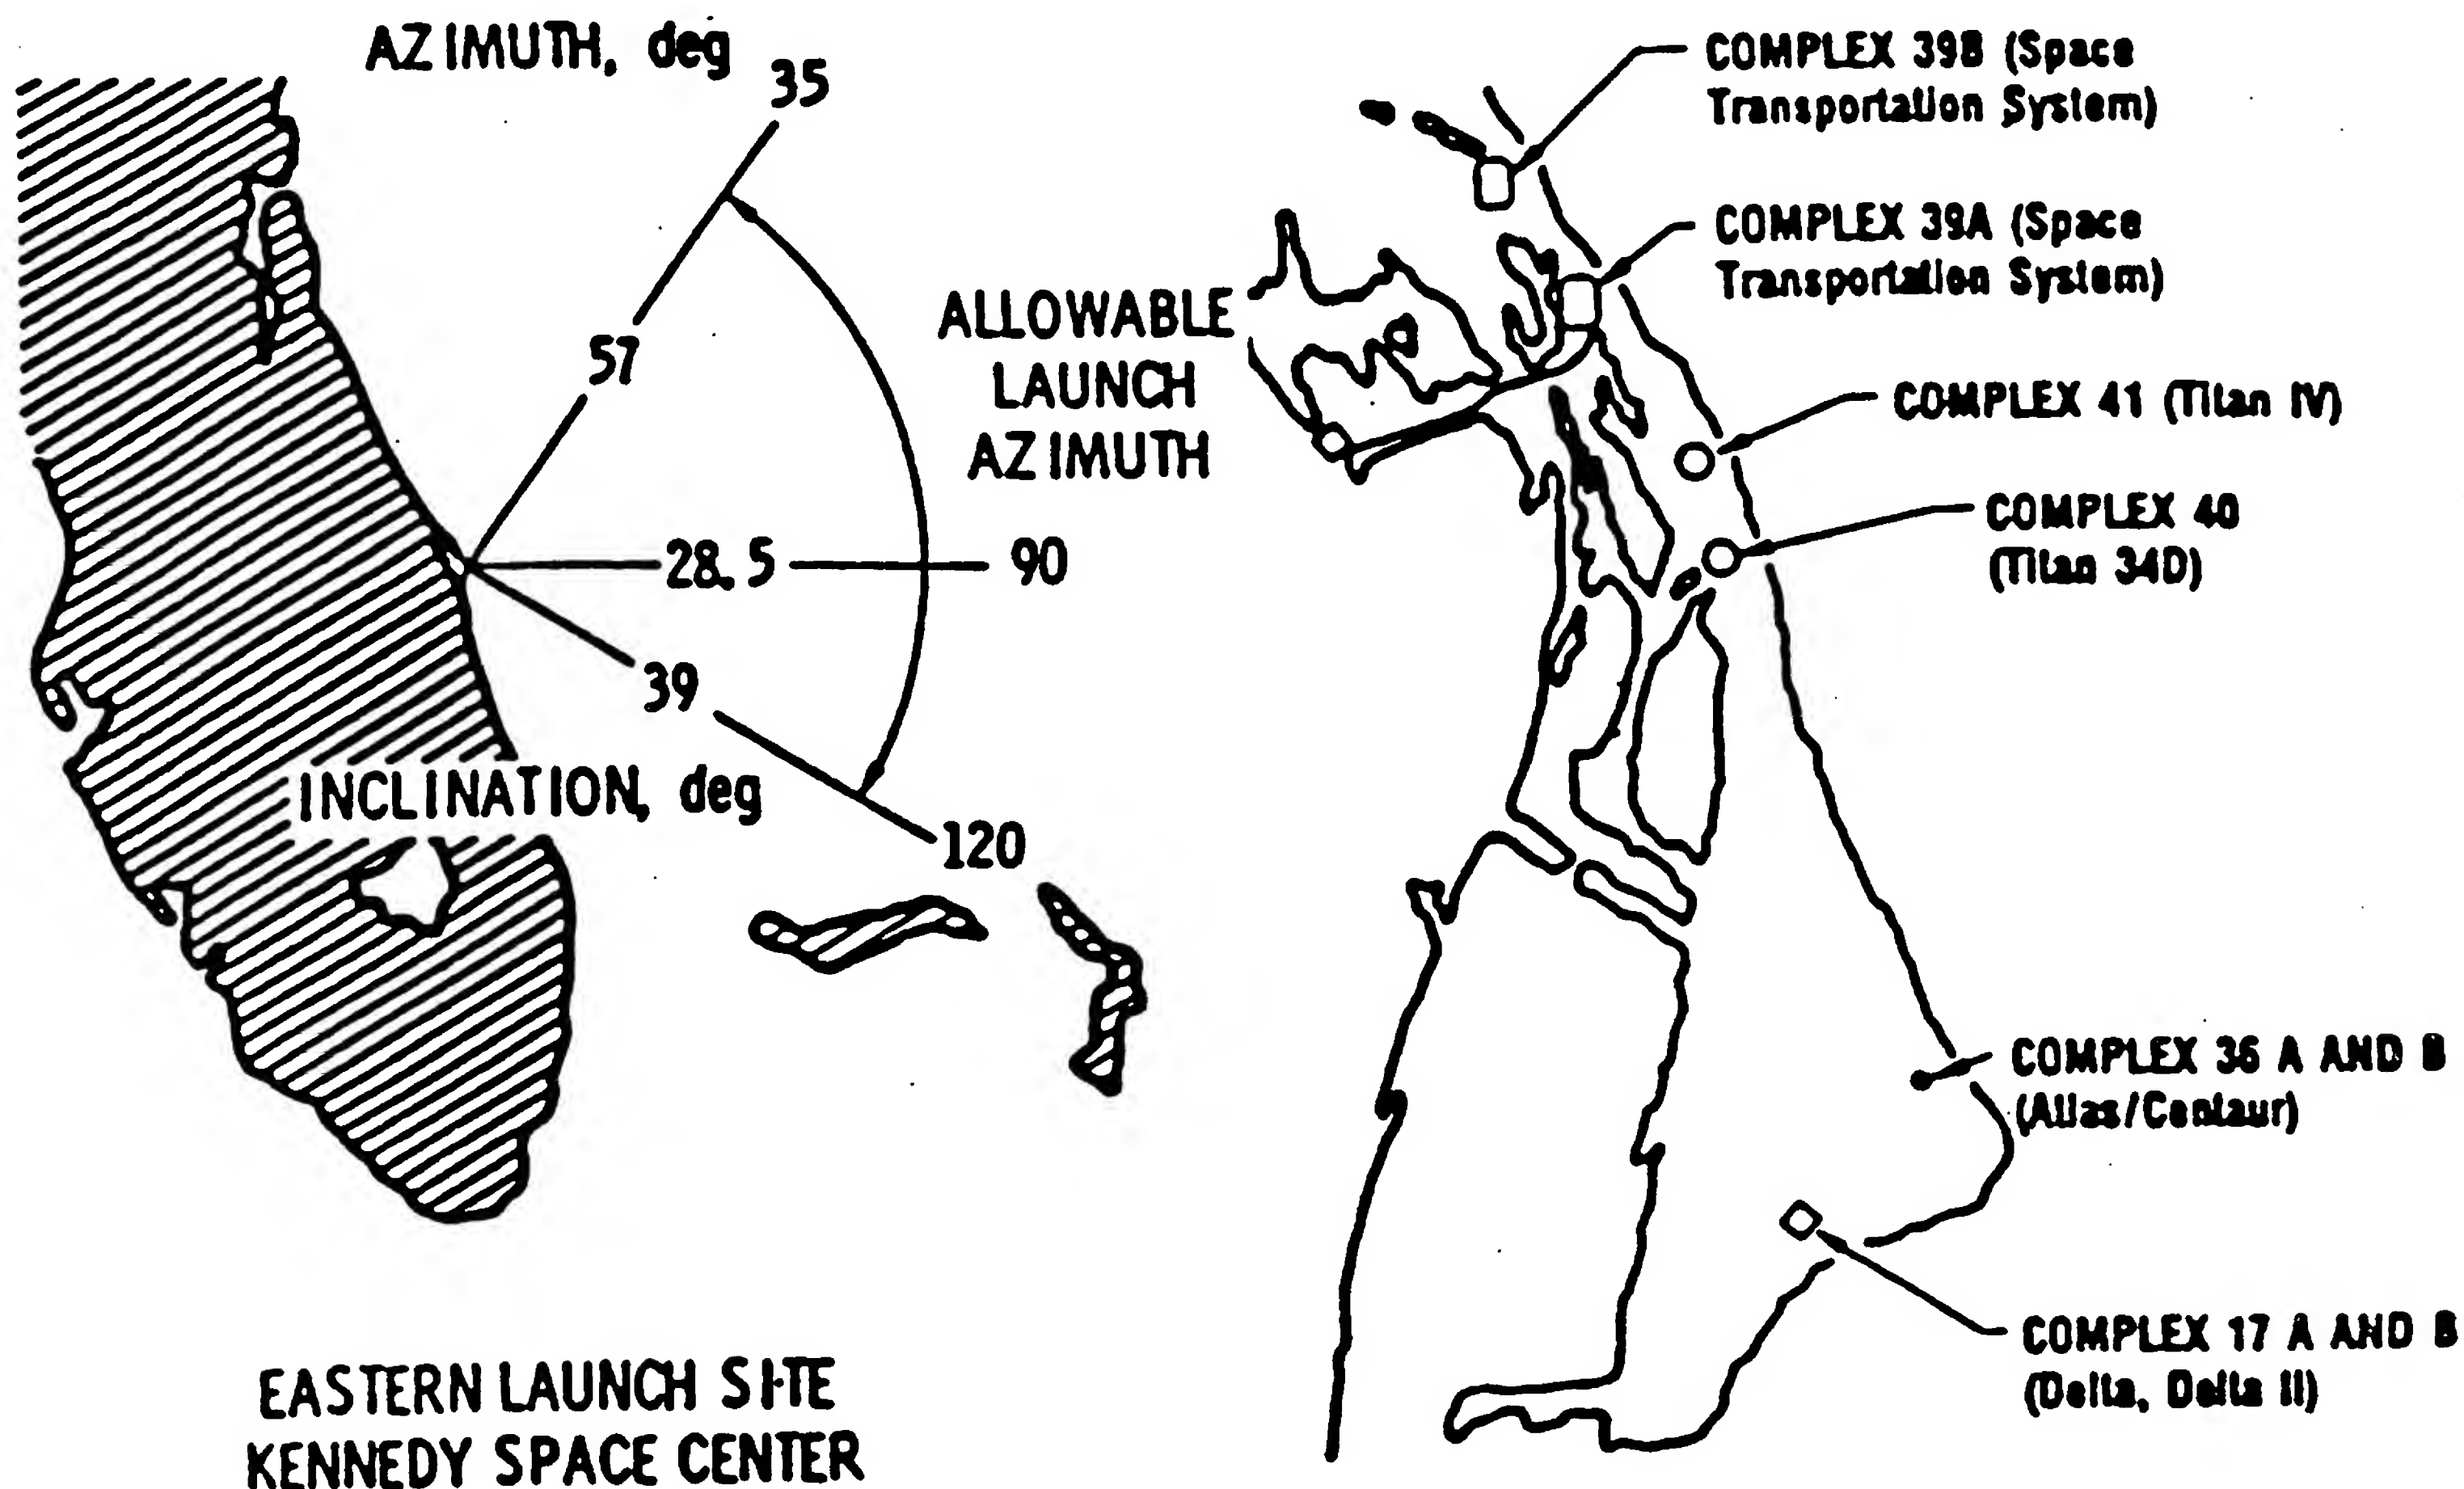 AZIMUTH, deg
35
57
28.5
90
39
120
ALLOWABLE
LAUNCH
AZIMUTH
INCLINATION, deg
EASTERN LAUNCH SITE
KENNEDY SPACE CENTER
COMPLEX 39B (Space
Transportation System)
COMPLEX 39A (Space
Transportation System)
COMPLEX 41 (Titan IV)
COMPLEX 40
(Titan 34D)
COMPLEX 36 A AND B
(Atlas/Centaur)
COMPLEX 17 A AND B
(Delta, Delta II)